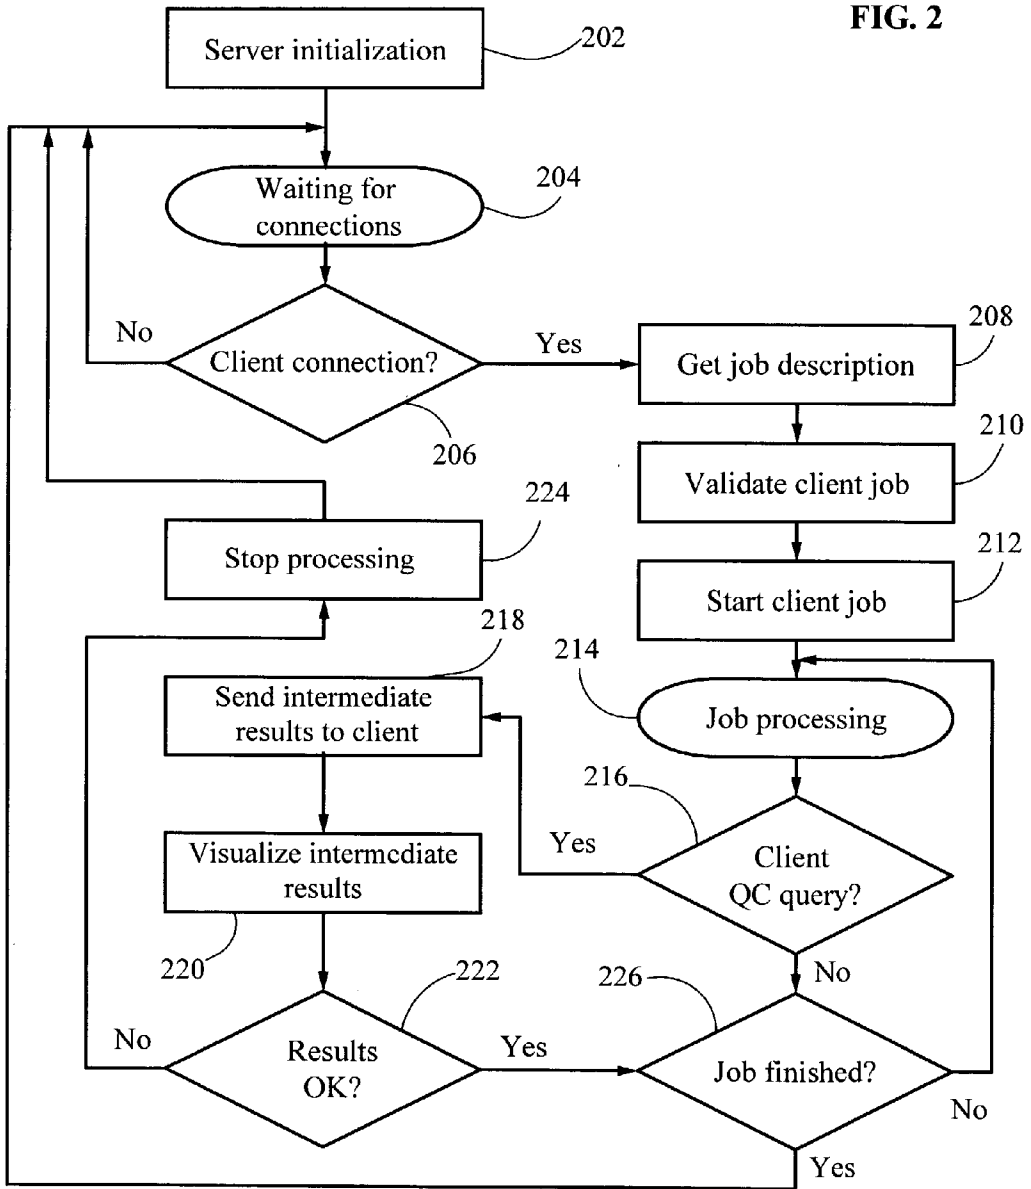 FIG. 2
Server initialization
202
Waiting for
connections
204
No
Client connection?
Yes
206
Get job description
208
Validate client job
210
Start client job
212
Stop processing
224
218
Send intermediate
results to client
214
Job processing
216
Yes
Client
QC query?
No
Visualize intermediate
results
220
222
No
Results
OK?
Yes
226
Job finished?
No
Yes